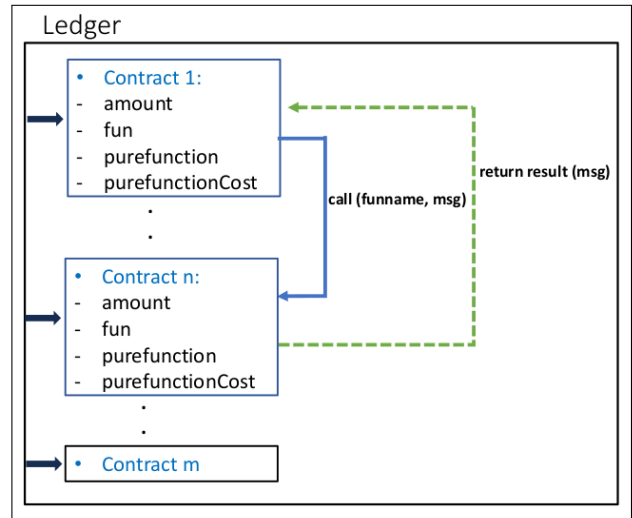 Ledger
• Contract 1:
- amount
- fun
- purefunction
- purefunctionCost
.
.
call (funname, msg)
return result (msg)
• Contract n:
- amount
- fun
- purefunction
- purefunctionCost
.
.
• Contract m